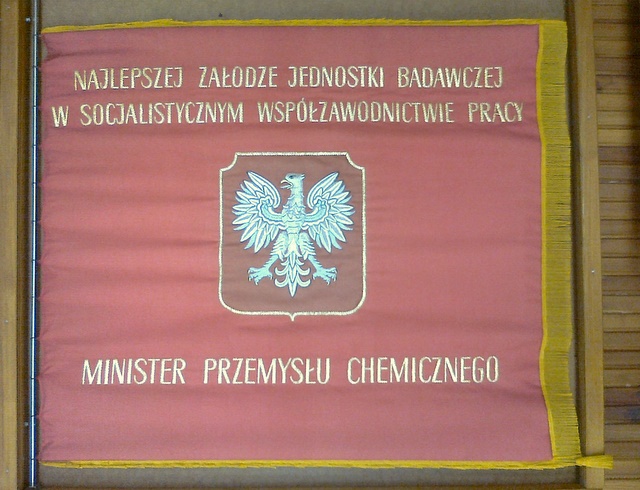 NAJLEPSZEJ ZAŁODZE JEDNOSTKI BADAWCZEJ
W SOCJALISTYCZNYM WSPÓŁZAWODNICTWIE PRACY
MINISTER PRZEMYSŁU CHEMICZNEGO